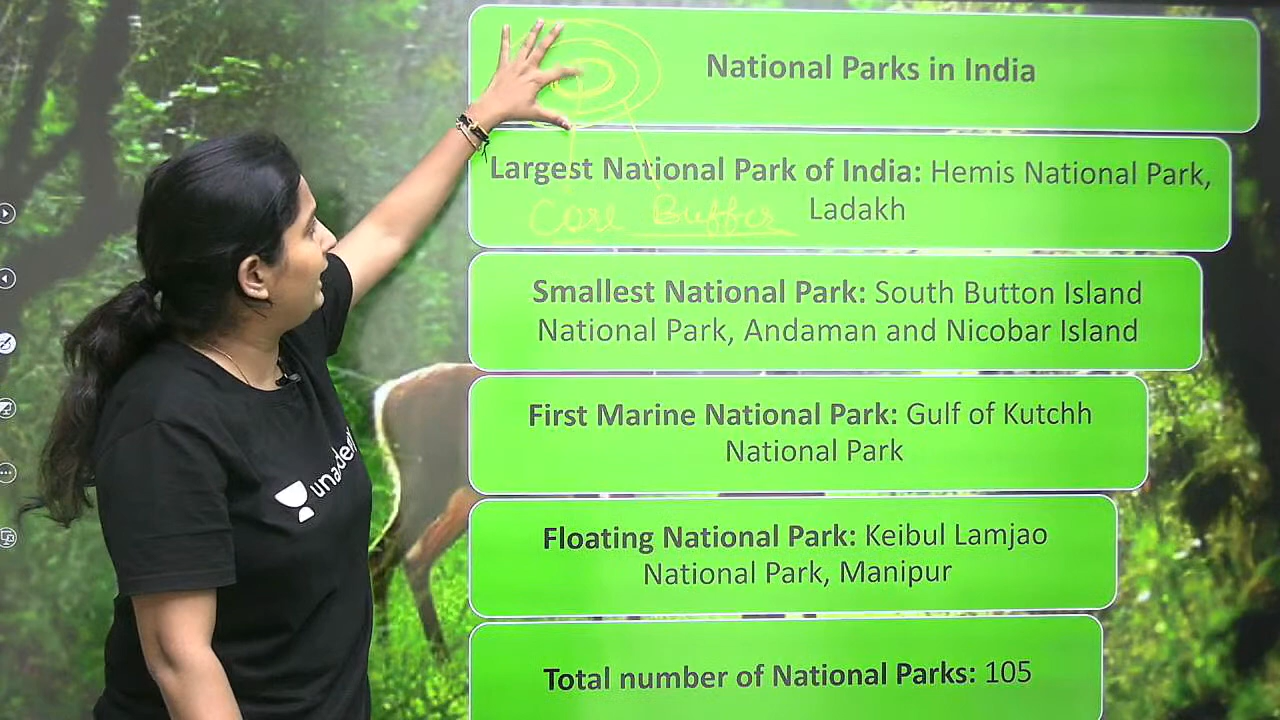 National Parks in India
Largest National Park of India: Hemis National Park,
Ladakh
Core Buffer
Smallest National Park: South Button Island
National Park, Andaman and Nicobar Island
First Marine National Park: Gulf of Kutchh
National Park
Floating National Park: Keibul Lamjao
National Park, Manipur
Total number of National Parks: 105
unadem